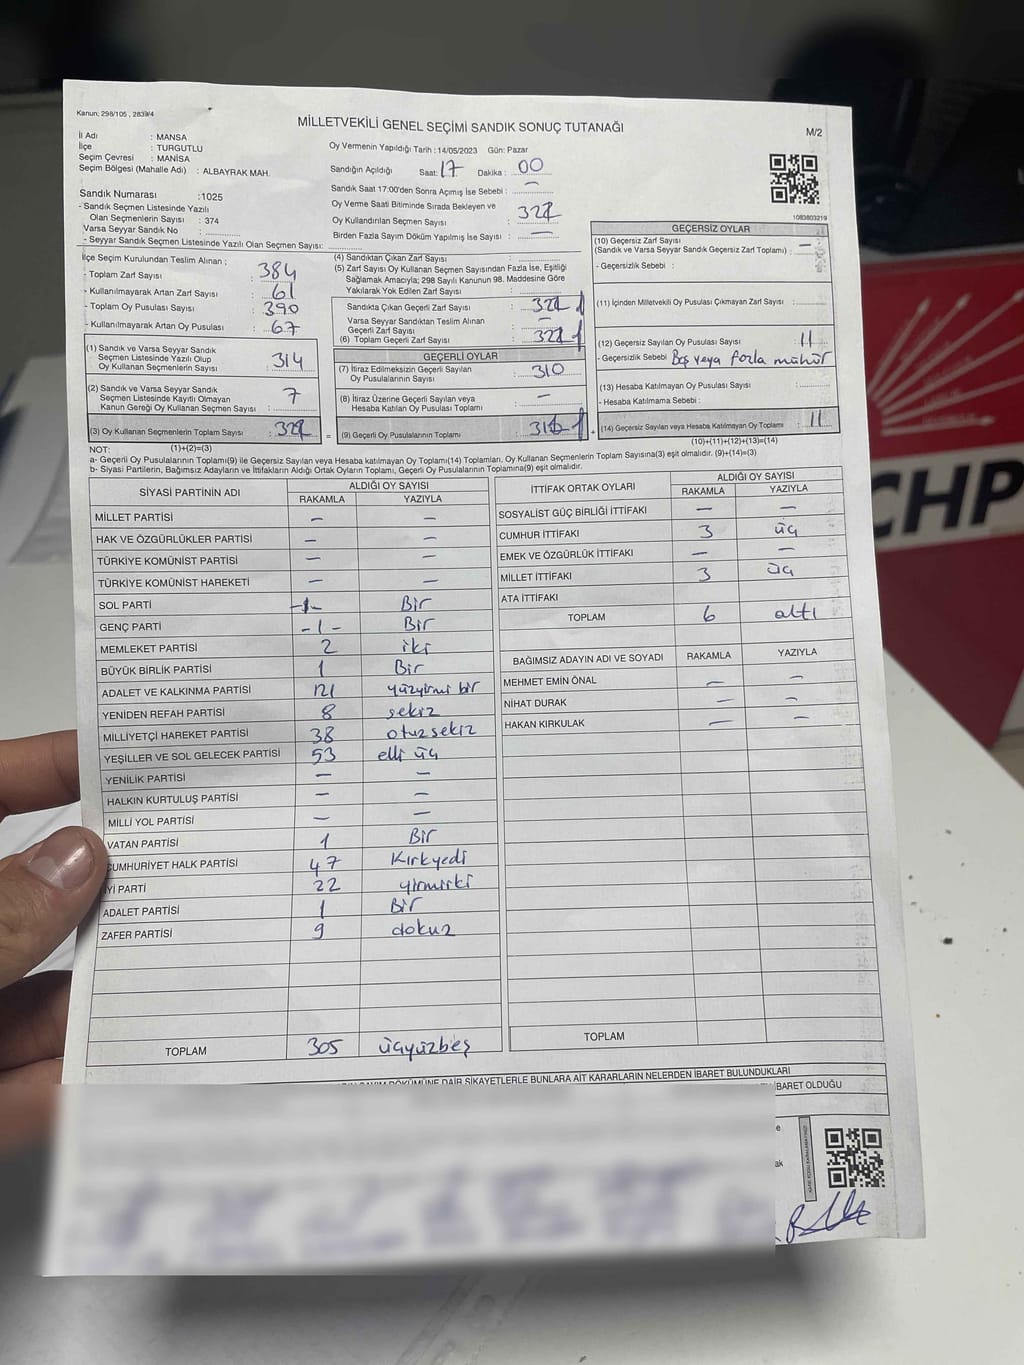 Kanun: 298/105 , 2839/4
MİLLETVEKİLİ GENEL SEÇİMİ SANDIK SONUÇ TUTANAĞI
M/2
İl Adı : MANSA
İlçe : TURGUTLU
Seçim Çevresi : MANİSA
Seçim Bölgesi (Mahalle Adi) : ALBAYRAK MAH.
Oy Vermenin Yapıldığı Tarih : 14/05/2023 Gün: Pazar
Sandığın Açıldığı Saat: 17 Dakika : 00
Sandık Saat 17:00'den Sonra Açımış İse Sebebi : —
Oy Verme Saati Bitiminde Sırada Bekleyen ve
Oy Kullandırılan Seçmen Sayısı :
Birden Fazla Sayım Döküm Yapılmış İse Sayısı : —
1083803219
Sandık Numarası :1025
- Sandık Seçmen Listesinde Yazılı
Olan Seçmenlerin Sayısı : 374
Varsa Seyyar Sandık No :
- Seyyar Sandık Seçmen Listesinde Yazılı Olan Seçmen Sayısı:
İlçe Seçim Kurulundan Teslim Alınan ;
- Toplam Zarf Sayısı : 384
- Kullanılmayarak Artan Zarf Sayısı : 61
- Toplam Oy Pusulası Sayısı : 390
- Kullanılmayarak Artan Oy Pusulası : 67
(1) Sandık ve Varsa Seyyar Sandık
Seçmen Listesinde Yazılı Olup
Oy Kullanan Seçmenlerin Sayısı : 314
(2) Sandık ve Varsa Seyyar Sandık
Seçmen Listesinde Kayıtlı Olmayan
Kanun Gereği Oy Kullanan Seçmen Sayısı : 7
(3) Oy Kullanan Seçmenlerin Toplam Sayısı :
(4) Sandıktan Çıkan Zarf Sayısı :
(5) Zarf Sayısı Oy Kullanan Seçmen Sayısından Fazla İse, Eşitliği
Sağlamak Amacıyla; 298 Sayılı Kanunun 98. Maddesine Göre
Yakılarak Yok Edilen Zarf Sayısı :
Sandıkta Çıkan Geçerli Zarf Sayısı :
Varsa Seyyar Sandıktan Teslim Alınan
Geçerli Zarf Sayısı : —
(6) Toplam Geçerli Zarf Sayısı :
GEÇERLİ OYLAR
(7) İtiraz Edilmeksizin Geçerli Sayılan
Oy Pusulalarının Sayısı : 310
(8) İtiraz Üzerine Geçerli Sayılan veya
Hesaba Katılan Oy Pusulası Toplamı : —
= (9) Geçerli Oy Pusulalarının Toplamı :
GEÇERSİZ OYLAR
(10) Geçersiz Zarf Sayısı
(Sandık ve Varsa Seyyar Sandık Geçersiz Zarf Toplamı) : —
- Geçersizlik Sebebi :
(11) İçinden Milletvekili Oy Pusulası Çıkmayan Zarf Sayısı :
(12) Geçersiz Sayılan Oy Pusulası Sayısı : 11
- Geçersizlik Sebebi : Boş veya fazla mühür
(13) Hesaba Katılmayan Oy Pusulası Sayısı :
- Hesaba Katılmama Sebebi :
+ (14) Geçersiz Sayılan veya Hesaba Katılmayan Oy Toplamı : 11
NOT: (1)+(2)=(3)
(10)+(11)+(12)+(13)=(14)
a- Geçerli Oy Pusulalarının Toplamı(9) ile Geçersiz Sayılan veya Hesaba Katılmayan Oy Toplamı(14) Toplamları, Oy Kullanan Seçmenlerin Toplam Sayısına(3) eşit olmalıdır. (9)+(14)=(3)
b- Siyasi Partilerin, Bağımsız Adayların ve İttifakların Aldığı Ortak Oyların Toplamı, Geçerli Oy Pusulalarının Toplamına(9) eşit olmalıdır.
SİYASİ PARTİNİN ADI
ALDIĞI OY SAYISI
RAKAMLA YAZIYLA
MİLLET PARTİSİ — —
HAK VE ÖZGÜRLÜKLER PARTİSİ — —
TÜRKİYE KOMÜNİST PARTİSİ — —
TÜRKİYE KOMÜNİST HAREKETİ — —
SOL PARTİ -1- Bir
GENÇ PARTİ -1- Bir
MEMLEKET PARTİSİ 2 iki
BÜYÜK BİRLİK PARTİSİ 1 Bir
ADALET VE KALKINMA PARTİSİ 121 yüzyirmi bir
YENİDEN REFAH PARTİSİ 8 sekiz
MİLLİYETÇİ HAREKET PARTİSİ 38 otuzsekiz
YEŞİLLER VE SOL GELECEK PARTİSİ 53 elli üç
YENİLİK PARTİSİ — —
HALKIN KURTULUŞ PARTİSİ — —
MİLLİ YOL PARTİSİ — —
VATAN PARTİSİ 1 Bir
CUMHURİYET HALK PARTİSİ 47 Kırkyedi
İYİ PARTİ 22 yirmiiki
ADALET PARTİSİ 1 Bir
ZAFER PARTİSİ 9 dokuz
TOPLAM 305 üçyüzbeş
İTTİFAK ORTAK OYLARI
ALDIĞI OY SAYISI
RAKAMLA YAZIYLA
SOSYALİST GÜÇ BİRLİĞİ İTTİFAKI — —
CUMHUR İTTİFAKI 3 üç
EMEK VE ÖZGÜRLÜK İTTİFAKI — —
MİLLET İTTİFAKI 3 üç
ATA İTTİFAKI
TOPLAM 6 altı
BAĞIMSIZ ADAYIN ADI VE SOYADI RAKAMLA YAZIYLA
MEHMET EMİN ÖNAL — —
NİHAT DURAK — —
HAKAN KIRKULAK — —
TOPLAM
DAİR ŞİKAYETLERLE BUNLARA AİT KARARLARIN NELERDEN İBARET BULUNDUKLARI
İBARET OLDUĞU
CHP